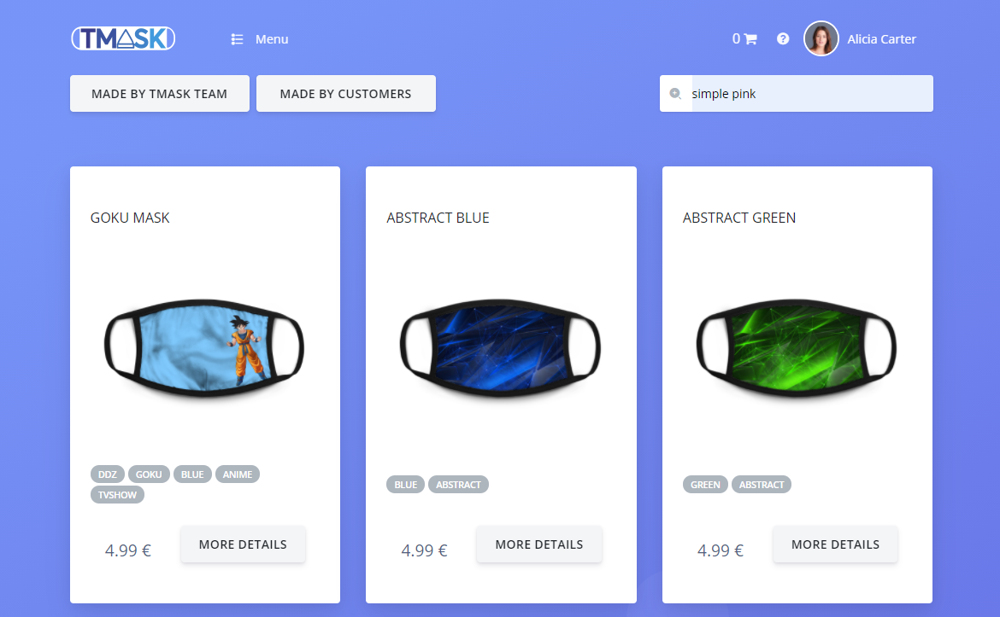 TMASK
Menu
0
Alicia Carter
MADE BY TMASK TEAM
MADE BY CUSTOMERS
simple pink
GOKU MASK
ABSTRACT BLUE
ABSTRACT GREEN
DDZ GOKU BLUE ANIME
TVSHOW
BLUE ABSTRACT
GREEN ABSTRACT
4.99 €
MORE DETAILS
4.99 €
MORE DETAILS
4.99 €
MORE DETAILS